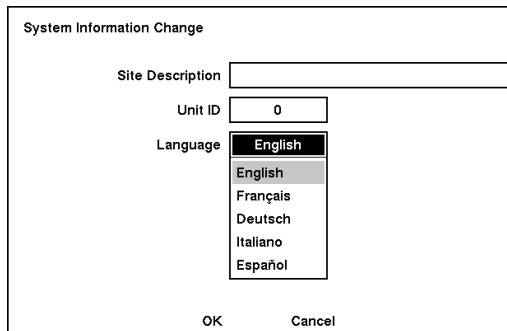 System Information Change
Site Description
Unit ID 0
Language English
English
Français
Deutsch
Italiano
Español
OK Cancel